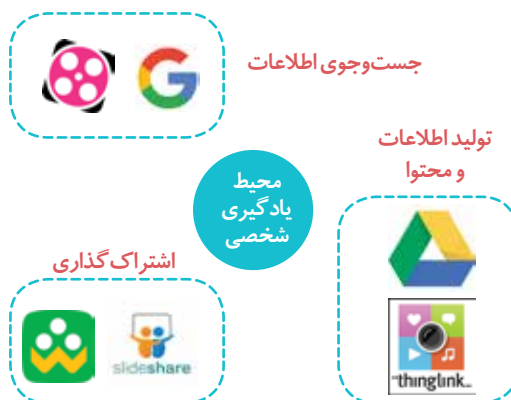 جست‌وجوی اطلاعات
تولید اطلاعات
و محتوا
محیط
یادگیری
شخصی
اشتراک گذاری
slideshare
thinglink..